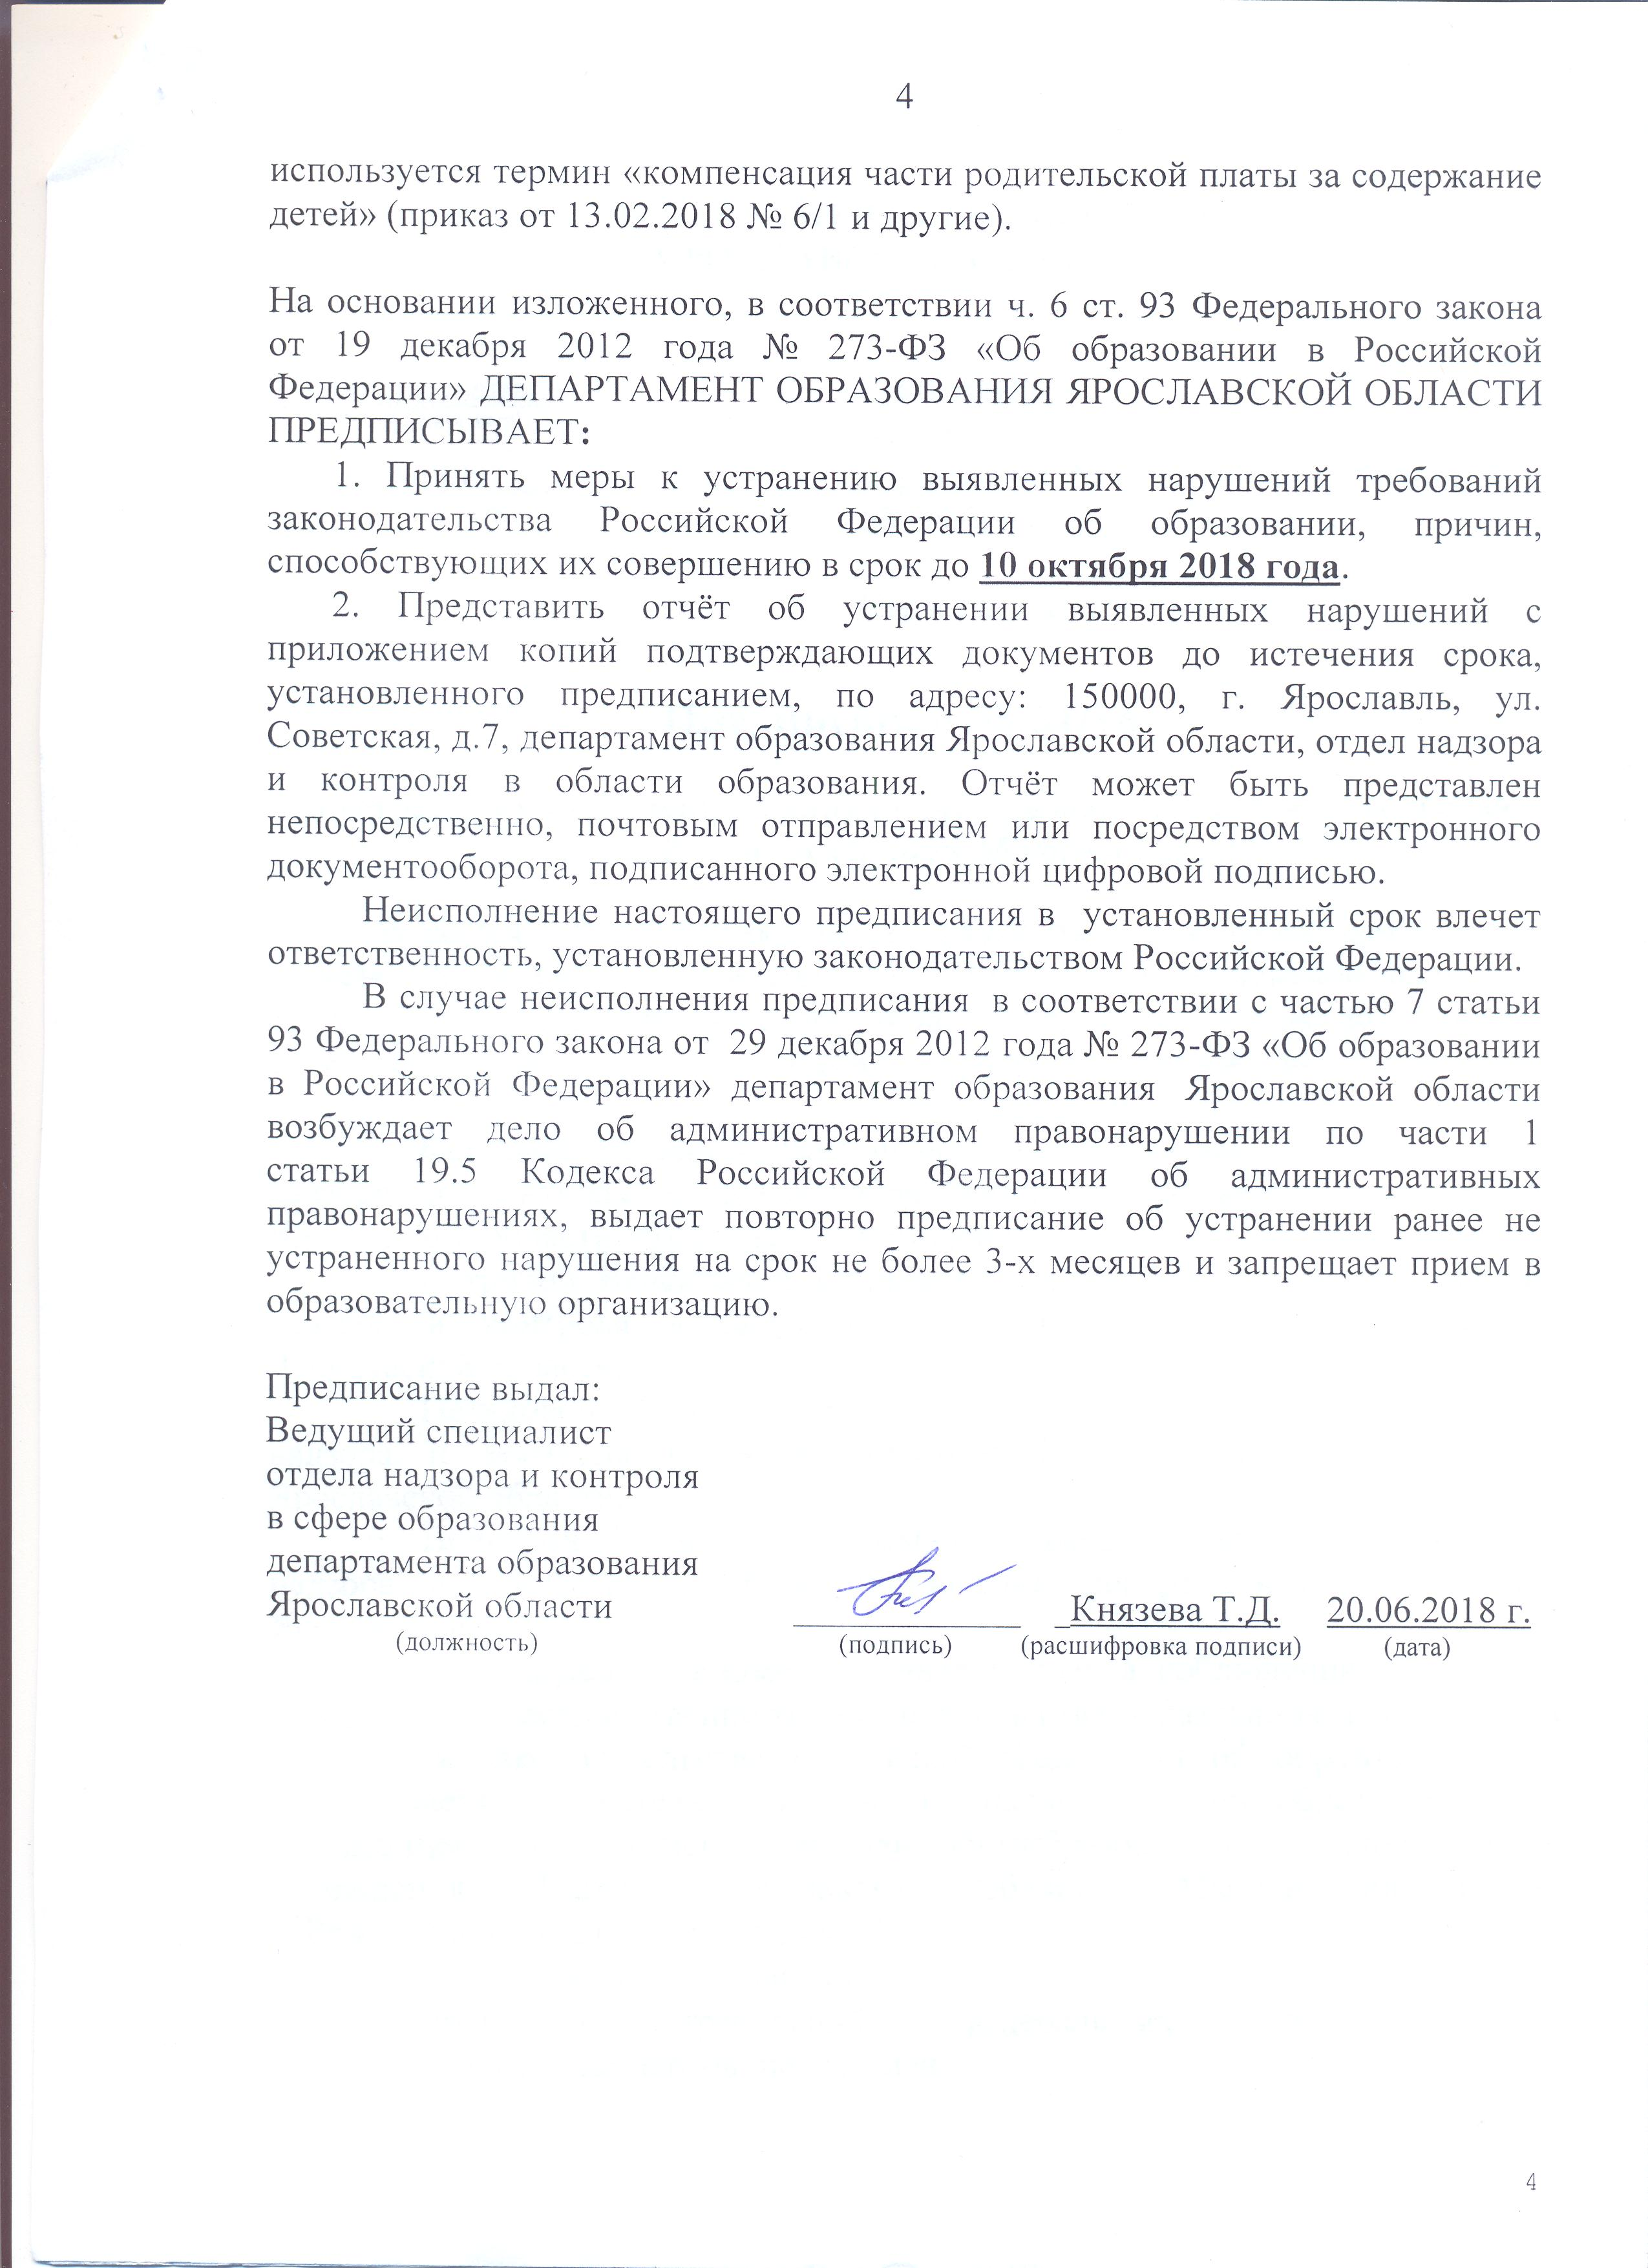 4
используется термин «компенсация части родительской платы за содержание
детей» (приказ от 13.02.2018 № 6/1 и другие).
На основании изложенного, в соответствии ч. 6 ст. 93 Федерального закона
от 19 декабря 2012 года № 273-ФЗ «Об образовании в Российской
Федерации» ДЕПАРТАМЕНТ ОБРАЗОВАНИЯ ЯРОСЛАВСКОЙ ОБЛАСТИ
ПРЕДПИСЫВАЕТ:
1. Принять меры к устранению выявленных нарушений требований
законодательства Российской Федерации об образовании, причин,
способствующих их совершению в срок до 10 октября 2018 года.
2. Представить отчёт об устранении выявленных нарушений с
приложением копий подтверждающих документов до истечения срока,
установленного предписанием, по адресу: 150000, г. Ярославль, ул.
Советская, д.7, департамент образования Ярославской области, отдел надзора
и контроля в области образования. Отчёт может быть представлен
непосредственно, почтовым отправлением или посредством электронного
документооборота, подписанного электронной цифровой подписью.
Неисполнение настоящего предписания в установленный срок влечет
ответственность, установленную законодательством Российской Федерации.
В случае неисполнения предписания в соответствии с частью 7 статьи
93 Федерального закона от 29 декабря 2012 года № 273-ФЗ «Об образовании
в Российской Федерации» департамент образования Ярославской области
возбуждает дело об административном правонарушении по части 1
статьи 19.5 Кодекса Российской Федерации об административных
правонарушениях, выдает повторно предписание об устранении ранее не
устраненного нарушения на срок не более 3-х месяцев и запрещает прием в
образовательную организацию.
Предписание выдал:
Ведущий специалист
отдела надзора и контроля
в сфере образования
департамента образования
Ярославской области _Князева Т.Д. 20.06.2018 г.
(должность) (подпись) (расшифровка подписи) (дата)
4